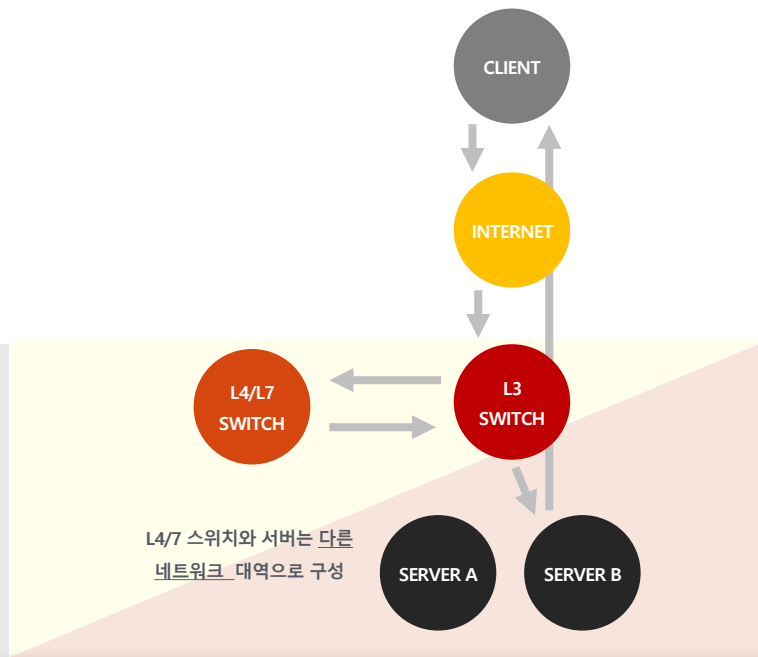 CLIENT
INTERNET
L4/L7
SWITCH
L3
SWITCH
L4/7 스위치와 서버는 다른
네트워크 대역으로 구성
SERVER A
SERVER B